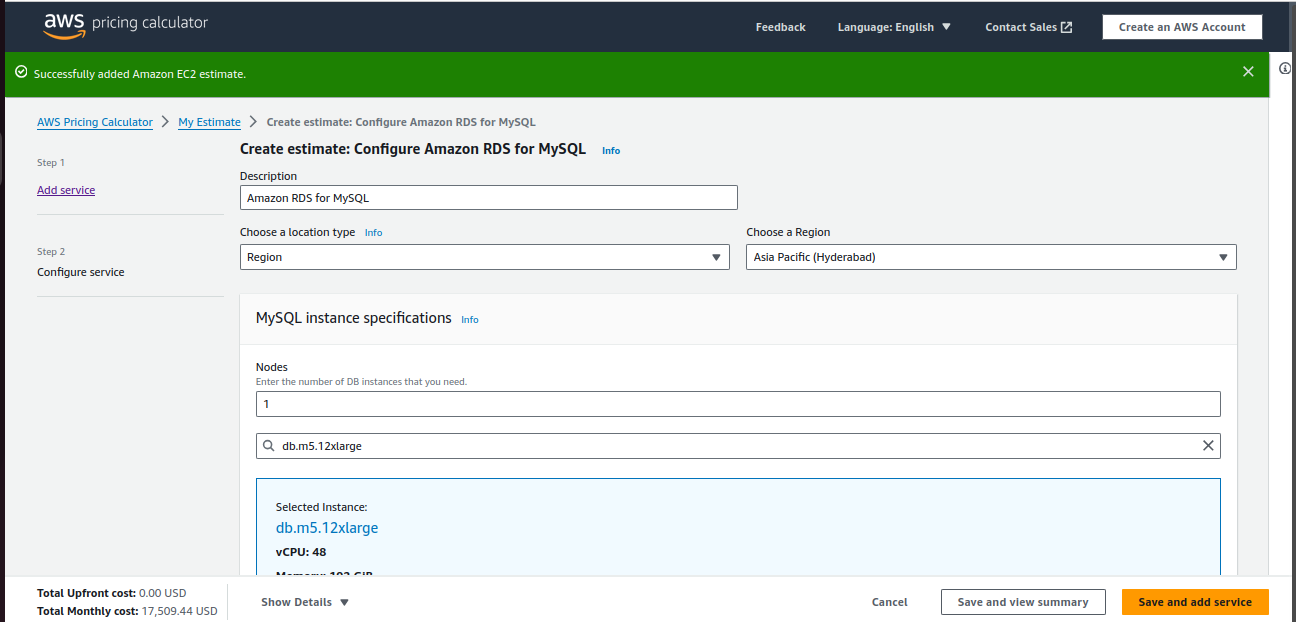 aws pricing calculator
Feedback
Language: English
Contact Sales
Create an AWS Account
Successfully added Amazon EC2 estimate.
AWS Pricing Calculator
My Estimate
Create estimate: Configure Amazon RDS for MySQL
Step 1
Add service
Step 2
Configure service
Create estimate: Configure Amazon RDS for MySQL Info
Description
Amazon RDS for MySQL
Choose a location type Info
Region
Choose a Region
Asia Pacific (Hyderabad)
MySQL instance specifications Info
Nodes
Enter the number of DB instances that you need.
1
db.m5.12xlarge
Selected Instance:
db.m5.12xlarge
vCPU: 48
Memory: 192 GiB
Total Upfront cost: 0.00 USD
Total Monthly cost: 17,509.44 USD
Show Details
Cancel
Save and view summary
Save and add service